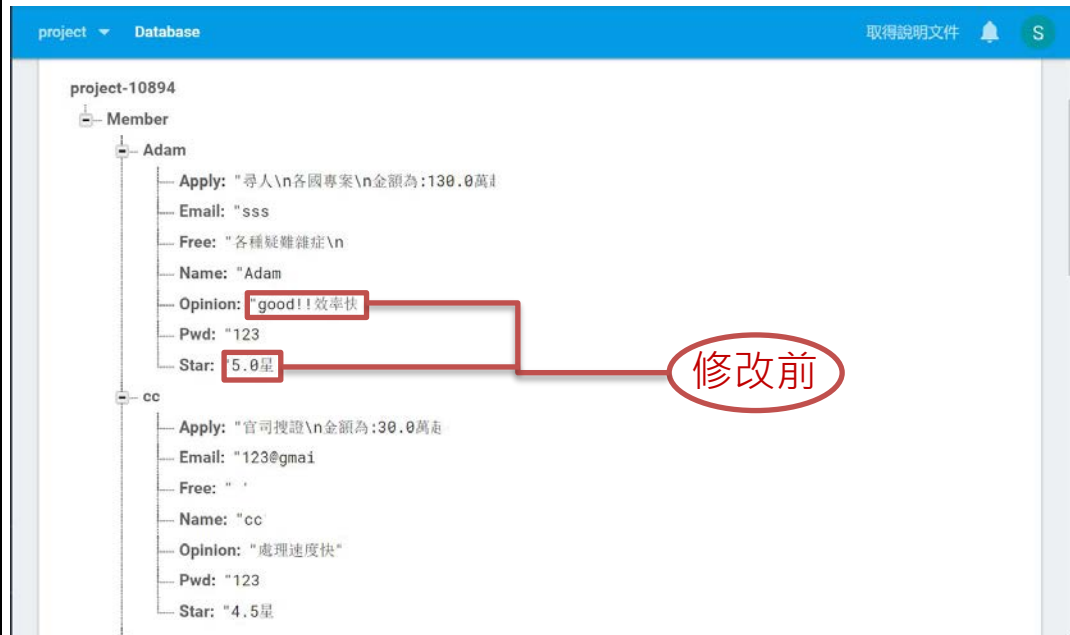 project Database 取得說明文件 S
project-10894
Member
Adam
Apply: "尋人\n各國專案\n金額為:130.0萬
Email: "sss
Free: "各種疑難雜症\n
Name: "Adam
Opinion: "good!!效率快
Pwd: "123
Star: "5.0星
修改前
cc
Apply: "官司搜證\n金額為:30.0萬起
Email: "123@gmai
Free: " '
Name: "cc
Opinion: "處理速度快"
Pwd: "123
Star: "4.5星